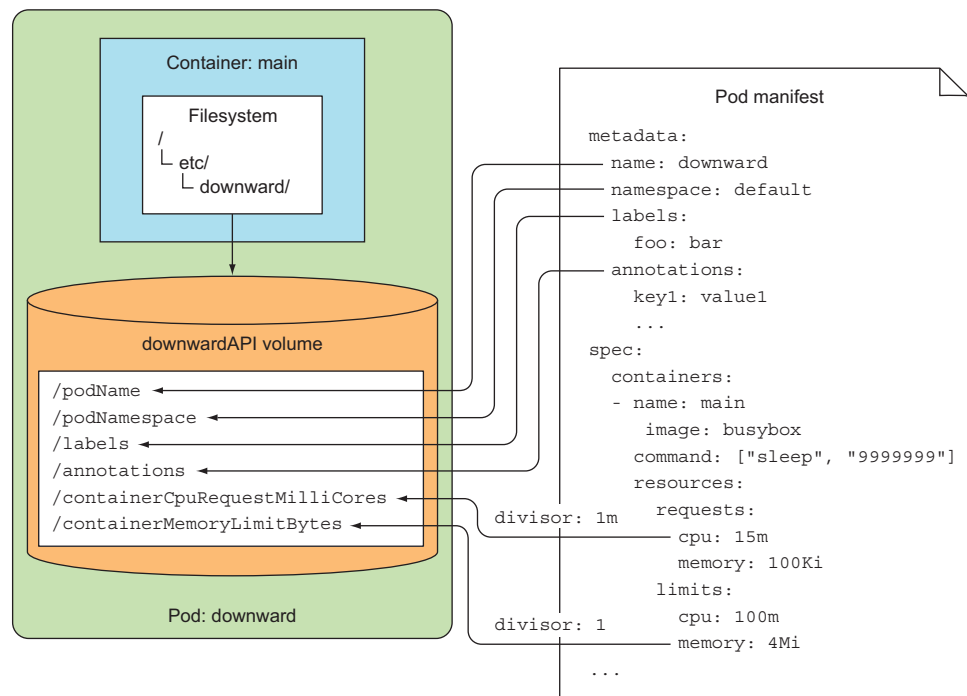 Container: main
Filesystem
/
etc/
downward/
downwardAPI volume
/podName
/podNamespace
/labels
/annotations
/containerCpuRequestMilliCores
/containerMemoryLimitBytes
Pod: downward
divisor: 1m
divisor: 1
Pod manifest
metadata:
name: downward
namespace: default
labels:
foo: bar
annotations:
key1: value1
...
spec:
containers:
- name: main
image: busybox
command: ["sleep", "9999999"]
resources:
requests:
cpu: 15m
memory: 100Ki
limits:
cpu: 100m
memory: 4Mi
...